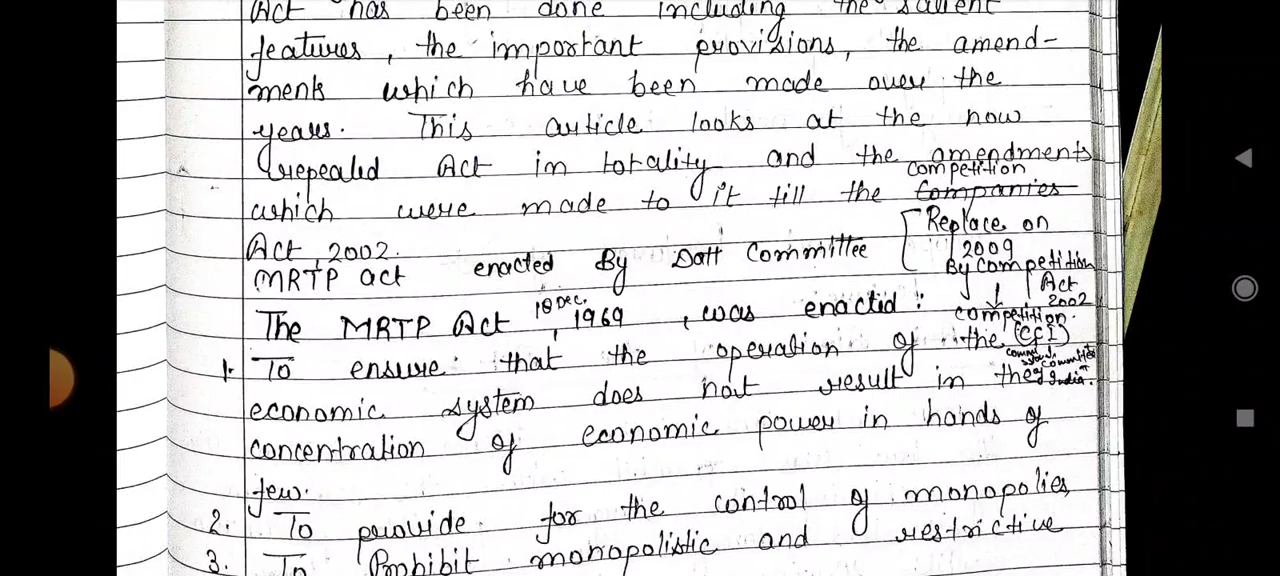 Act has been done including the salient
features, the important provisions, the amend-
ments which have been made over the
years. This article looks at the now
repealed Act in totality and the amendments
competition
which were made to it till the Companies
Act, 2002.
MRTP act enacted By Datt Committee [Replace on
2009
By competition
Act
2002
The MRTP Act 18 Dec. 1969, was enacted :
competition.
1. To ensure that the operation of the (CFI)
economic system does not result in the
India.
concentration of economic power in hands of
few.
2. To provide for the control of monopolies
3. To Prohibit monopolistic and restrictive